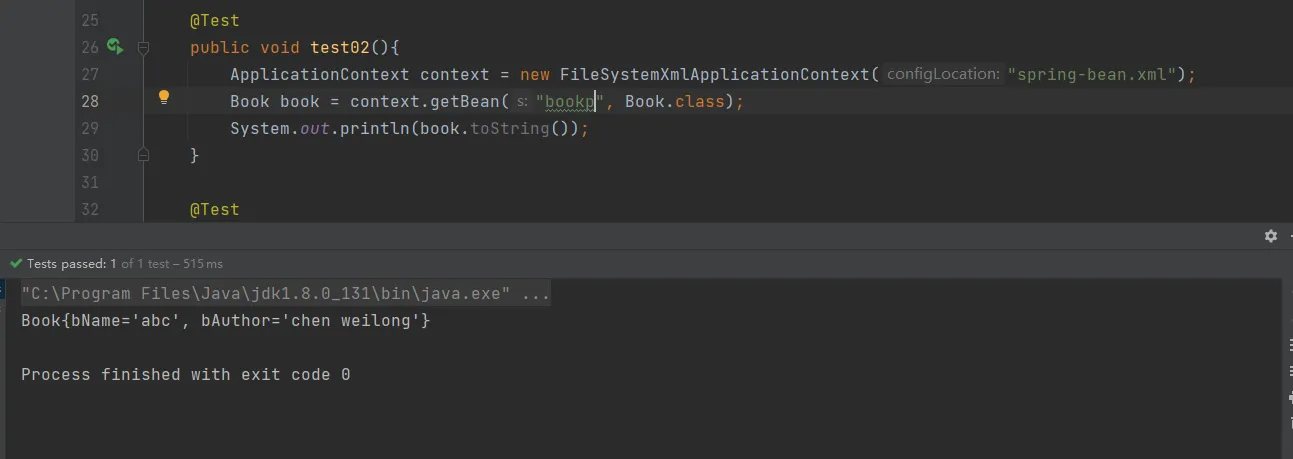 25 @Test
26 public void test02(){
27 ApplicationContext context = new FileSystemXmlApplicationContext( configLocation: "spring-bean.xml");
28 Book book = context.getBean( s: "bookp", Book.class);
29 System.out.println(book.toString());
30 }
31
32 @Test
Tests passed: 1 of 1 test – 515 ms
"C:\Program Files\Java\jdk1.8.0_131\bin\java.exe" ...
Book{bName='abc', bAuthor='chen weilong'}
Process finished with exit code 0